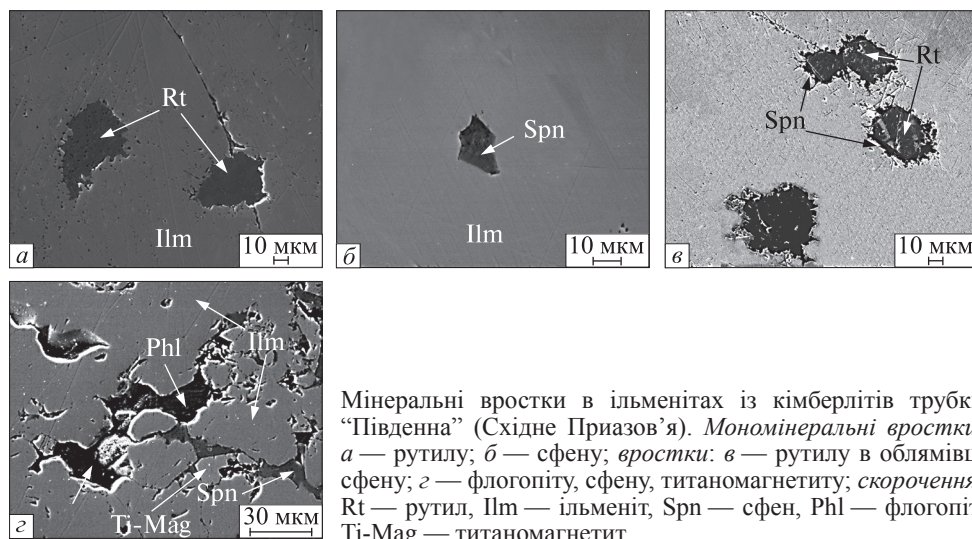 Rt
Ilm
10 мкм
а
Spn
Ilm
10 мкм
б
Rt
Spn
10 мкм
в
Phl
Ilm
Ti-Mag
Spn
30 мкм
г
Мінеральні вростки в ільменітах із кімберлітів трубк
“Південна” (Східне Приазов’я). Мономінеральні вростки
а — рутилу; б — сфену; вростки: в — рутилу в облямівц
сфену; г — флогопіту, сфену, титаномагнетиту; скорочення
Rt — рутил, Ilm — ільменіт, Spn — сфен, Phl — флогопіт
Ti-Mag — титаномагнетит